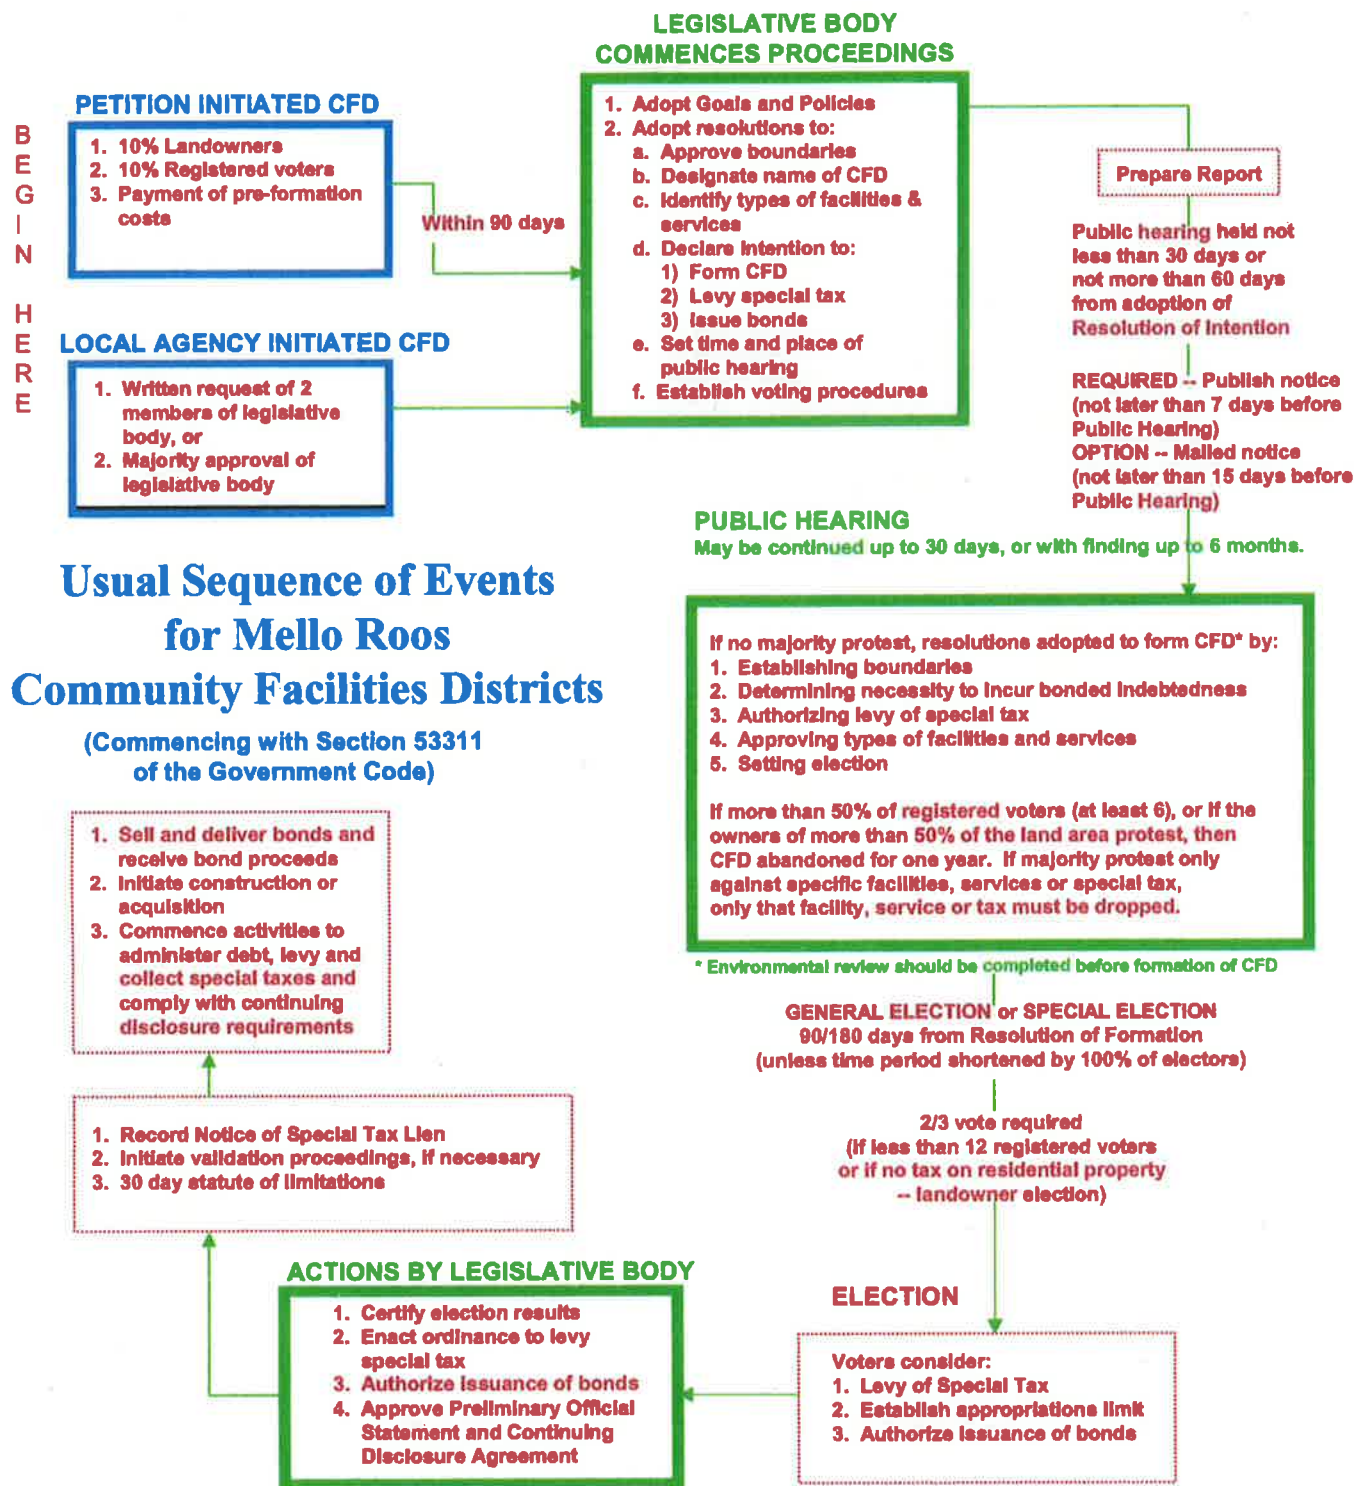 BEGIN HERE
PETITION INITIATED CFD
1. 10% Landowners
2. 10% Registered voters
3. Payment of pre-formation
costs
Within 90 days
LOCAL AGENCY INITIATED CFD
1. Written request of 2
members of legislative
body, or
2. Majority approval of
legislative body
LEGISLATIVE BODY
COMMENCES PROCEEDINGS
1. Adopt Goals and Policies
2. Adopt resolutions to:
a. Approve boundaries
b. Designate name of CFD
c. Identify types of facilities &
services
d. Declare Intention to:
1) Form CFD
2) Levy special tax
3) Issue bonds
e. Set time and place of
public hearing
f. Establish voting procedures
Prepare Report
Public hearing held not
less than 30 days or
not more than 60 days
from adoption of
Resolution of Intention
REQUIRED -- Publish notice
(not later than 7 days before
Public Hearing)
OPTION -- Mailed notice
(not later than 15 days before
Public Hearing)
PUBLIC HEARING
May be continued up to 30 days, or with finding up to 6 months.
If no majority protest, resolutions adopted to form CFD* by:
1. Establishing boundaries
2. Determining necessity to incur bonded indebtedness
3. Authorizing levy of special tax
4. Approving types of facilities and services
5. Setting election
If more than 50% of registered voters (at least 6), or if the
owners of more than 50% of the land area protest, then
CFD abandoned for one year. If majority protest only
against specific facilities, services or special tax,
only that facility, service or tax must be dropped.
* Environmental review should be completed before formation of CFD
GENERAL ELECTION or SPECIAL ELECTION
90/180 days from Resolution of Formation
(unless time period shortened by 100% of electors)
2/3 vote required
(If less than 12 registered voters
or if no tax on residential property
-- landowner election)
ELECTION
Voters consider:
1. Levy of Special Tax
2. Establish appropriations limit
3. Authorize issuance of bonds
ACTIONS BY LEGISLATIVE BODY
1. Certify election results
2. Enact ordinance to levy
special tax
3. Authorize issuance of bonds
4. Approve Preliminary Official
Statement and Continuing
Disclosure Agreement
1. Record Notice of Special Tax Lien
2. Initiate validation proceedings, if necessary
3. 30 day statute of limitations
1. Sell and deliver bonds and
receive bond proceeds
2. Initiate construction or
acquisition
3. Commence activities to
administer debt, levy and
collect special taxes and
comply with continuing
disclosure requirements
Usual Sequence of Events
for Mello Roos
Community Facilities Districts
(Commencing with Section 53311
of the Government Code)